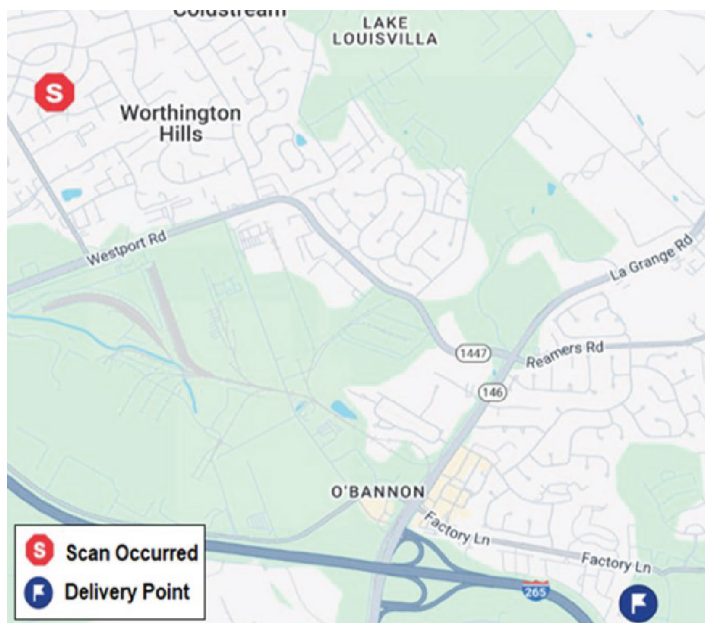 Coldstream
LAKE
LOUISVILLA
S
Worthington
Hills
Westport Rd
La Grange Rd
1447
Reamers Rd
146
O'BANNON
Factory Ln
Factory Ln
265
S Scan Occurred
Delivery Point